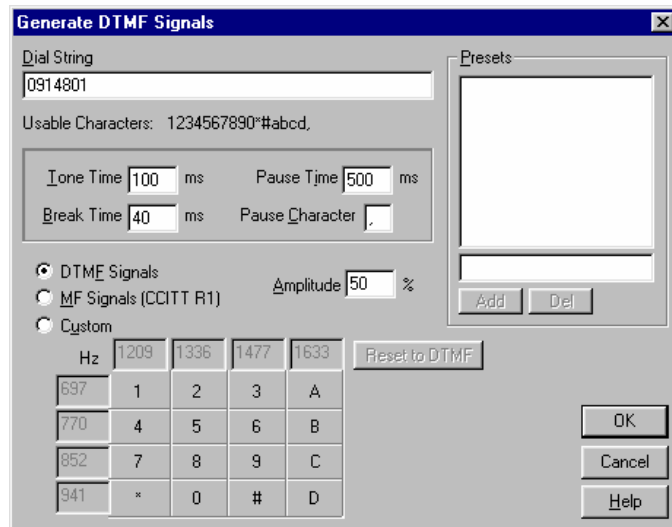 Generate DTMF Signals
Dial String
0914801
Usable Characters: 1234567890*#abcd,
Tone Time 100 ms
Pause Time 500 ms
Break Time 40 ms
Pause Character ,
DTMF Signals
MF Signals (CCITT R1)
Custom
Amplitude 50 %
Hz 1209 1336 1477 1633 Reset to DTMF
697 1 2 3 A
770 4 5 6 B
852 7 8 9 C
941 * 0 # D
Presets
Add Del
OK
Cancel
Help